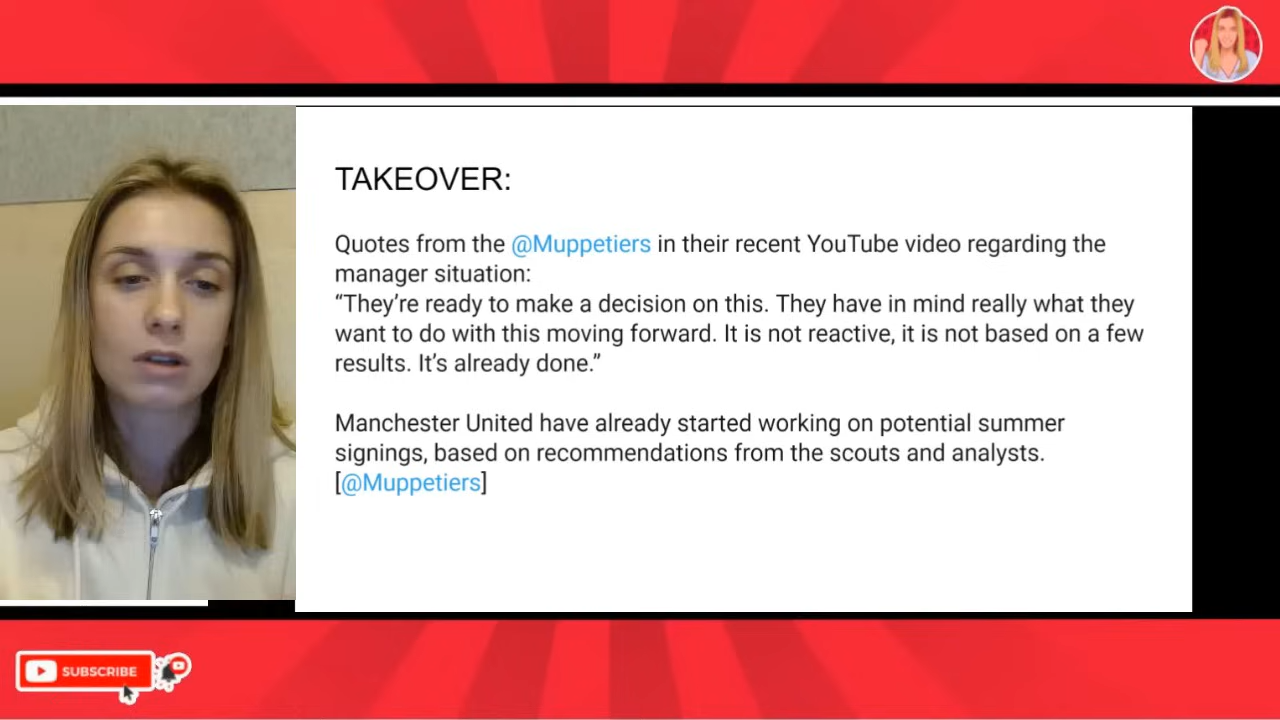 TAKEOVER:
Quotes from the @Muppetiers in their recent YouTube video regarding the
manager situation:
“They’re ready to make a decision on this. They have in mind really what they
want to do with this moving forward. It is not reactive, it is not based on a few
results. It’s already done.”
Manchester United have already started working on potential summer
signings, based on recommendations from the scouts and analysts.
[@Muppetiers]
SUBSCRIBE